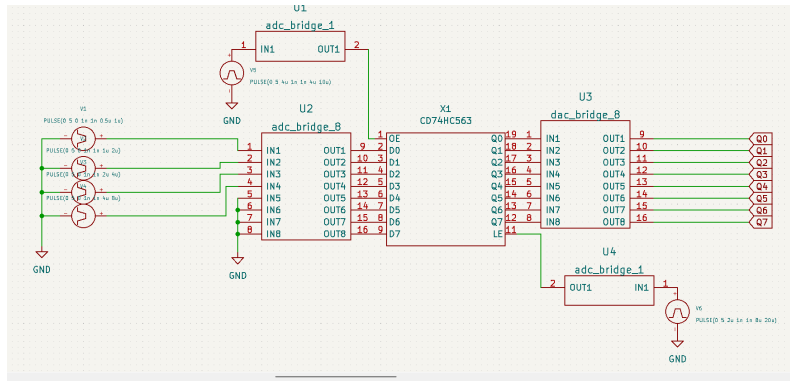 U1
adc_bridge_1
1 IN1 OUT1 2
V5
PULSE(0 5 4u 1n 1n 4u 10u)
GND
V1
PULSE(0 5 0 1n 1n 0.5u 1u)
U2
adc_bridge_8
1 IN1 OUT1 9
2 IN2 OUT2 10
3 IN3 OUT3 11
4 IN4 OUT4 12
5 IN5 OUT5 13
6 IN6 OUT6 14
7 IN7 OUT7 15
8 IN8 OUT8 16
V2
PULSE(0 5 0 1n 1n 1u 2u)
V3
PULSE(0 5 0 1n 1n 2u 4u)
V4
PULSE(0 5 0 1n 1n 4u 8u)
GND
GND
X1
CD74HC563
1 OE Q0 19
2 D0 Q1 18
3 D1 Q2 17
4 D2 Q3 16
5 D3 Q4 15
6 D4 Q5 14
7 D5 Q6 13
8 D6 Q7 12
9 D7 LE 11
U3
dac_bridge_8
1 IN1 OUT1 9
2 IN2 OUT2 10
3 IN3 OUT3 11
4 IN4 OUT4 12
5 IN5 OUT5 13
6 IN6 OUT6 14
7 IN7 OUT7 15
8 IN8 OUT8 16
Q0
Q1
Q2
Q3
Q4
Q5
Q6
Q7
U4
adc_bridge_1
2 OUT1 IN1 1
V6
PULSE(0 5 2u 1n 1n 8u 20u)
GND